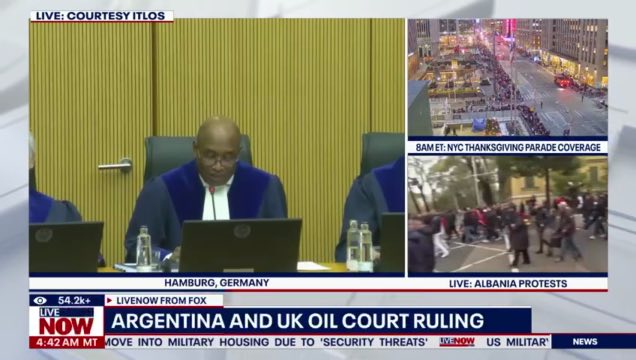 LIVE: COURTESY ITLOS
8AM ET: NYC THANKSGIVING PARADE COVERAGE
HAMBURG, GERMANY
LIVE: ALBANIA PROTESTS
54.2K+
LIVENOW FROM FOX
LIVE
NOW
ARGENTINA AND UK OIL COURT RULING
4:42 AM MT
MOVE INTO MILITARY HOUSING DUE TO 'SECURITY THREATS' LIVENOW US MILITAR
NEWS